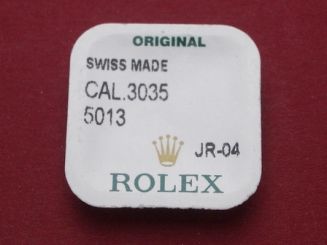 ORIGINAL
SWISS MADE
CAL.3035
5013
JR-04
ROLEX